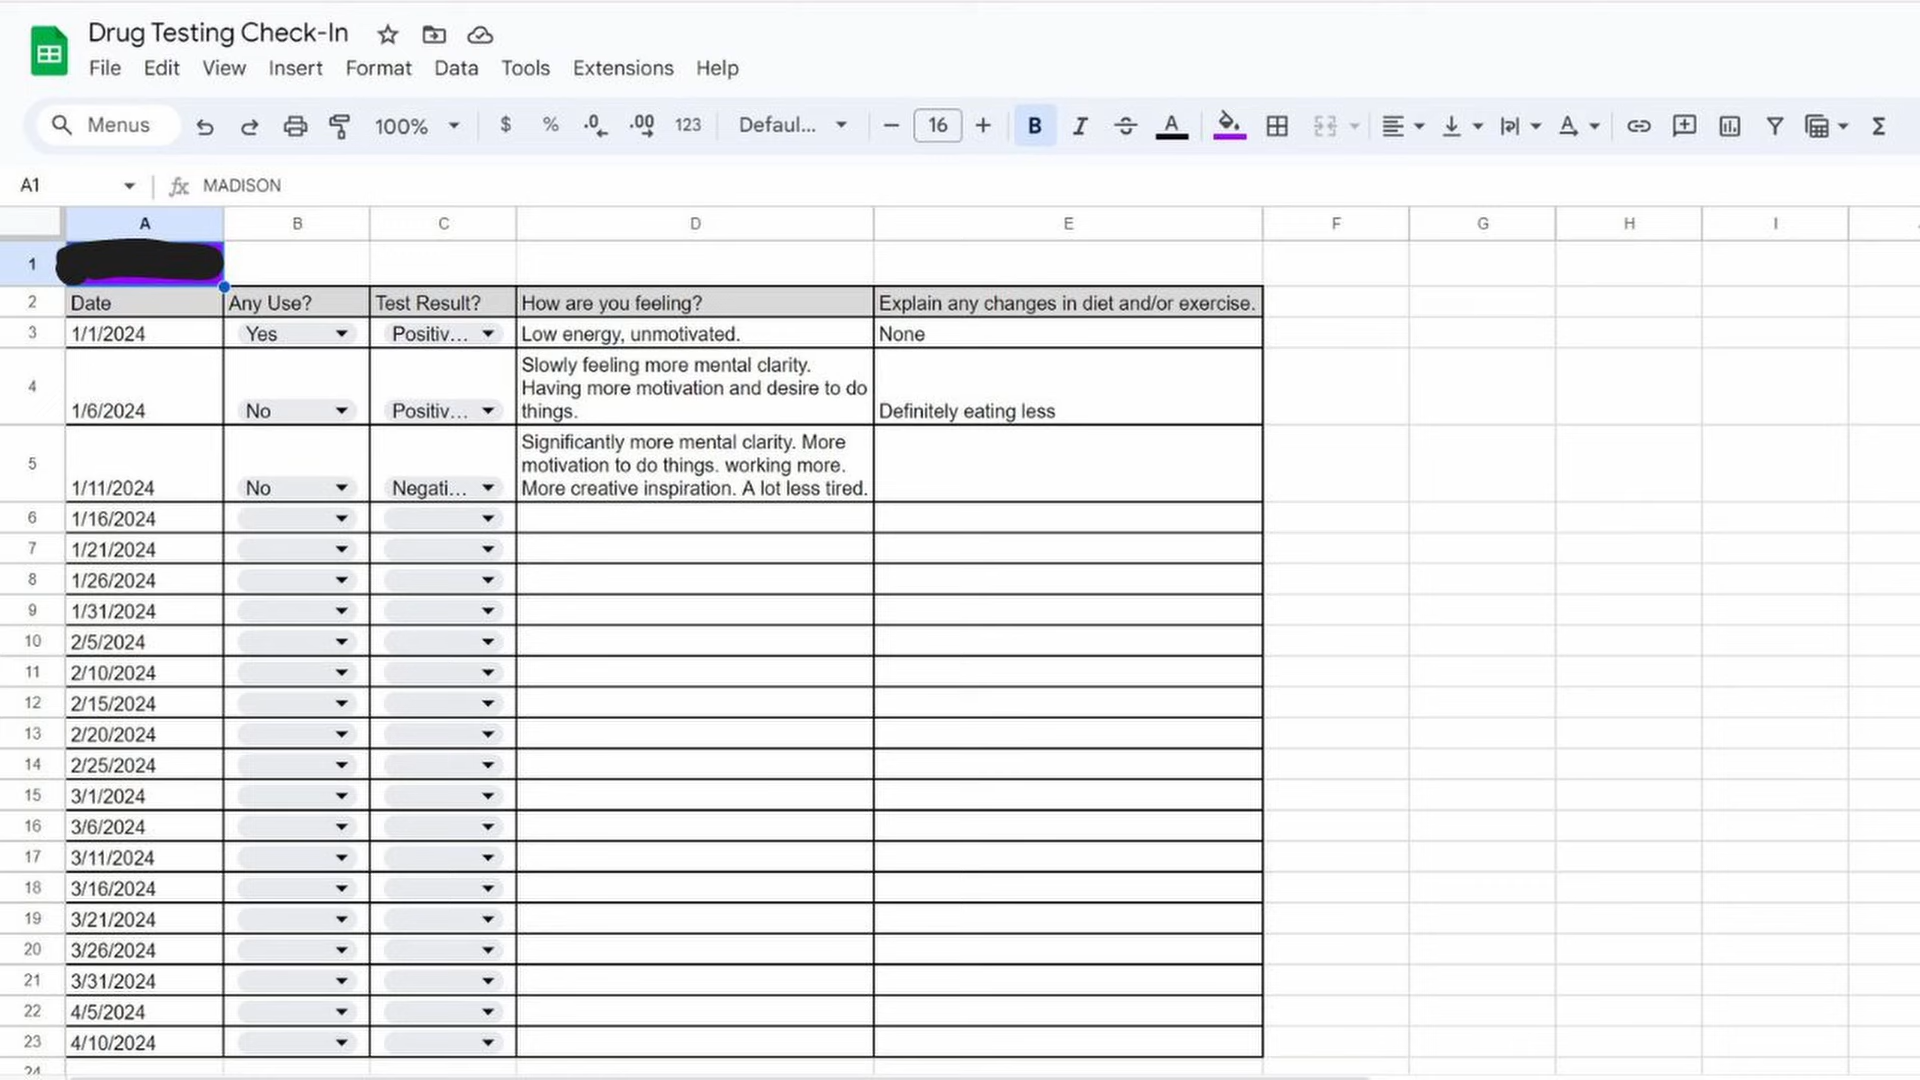 Drug Testing Check-In
File Edit View Insert Format Data Tools Extensions Help
Menus 100% $ % .0 .00 123 Defaul... 16 B I A A Σ
A1 fx MADISON
A B C D E F G H I
1
2 Date Any Use? Test Result? How are you feeling? Explain any changes in diet and/or exercise.
3 1/1/2024 Yes Positiv... Low energy, unmotivated. None
Slowly feeling more mental clarity.
4 Having more motivation and desire to do
1/6/2024 No Positiv... things. Definitely eating less
Significantly more mental clarity. More
5 motivation to do things. working more.
1/11/2024 No Negati... More creative inspiration. A lot less tired.
6 1/16/2024
7 1/21/2024
8 1/26/2024
9 1/31/2024
10 2/5/2024
11 2/10/2024
12 2/15/2024
13 2/20/2024
14 2/25/2024
15 3/1/2024
16 3/6/2024
17 3/11/2024
18 3/16/2024
19 3/21/2024
20 3/26/2024
21 3/31/2024
22 4/5/2024
23 4/10/2024
24